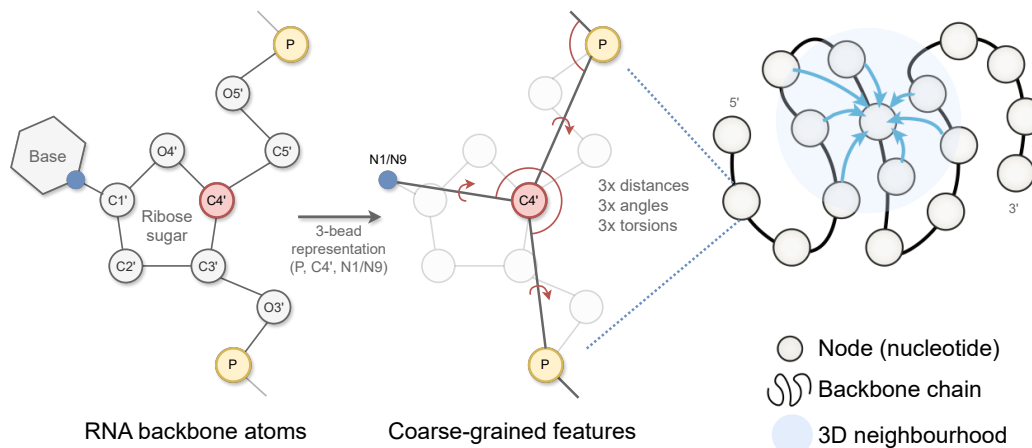 P
O5'
Base
O4'
C5'
C1'
Ribose
sugar
C4'
C2'
C3'
O3'
P
RNA backbone atoms
3-bead
representation
(P, C4', N1/N9)
P
N1/N9
C4'
3x distances
3x angles
3x torsions
P
Coarse-grained features
5'
3'
Node (nucleotide)
Backbone chain
3D neighbourhood